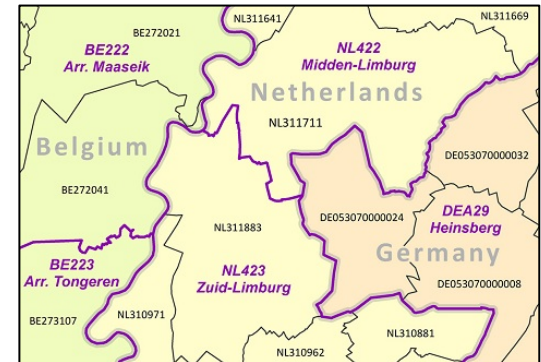 NL311641
NL311669
BE272021
BE222
Arr. Maaseik
NL422
Midden-Limburg
Netherlands
NL311711
Belgium
DE053070000032
BE272041
DE053070000024
DEA29
Heinsberg
NL311883
Germany
BE223
Arr. Tongeren
NL423
Zuid-Limburg
DE053070000008
BE273107
NL310971
NL310881
NL310962